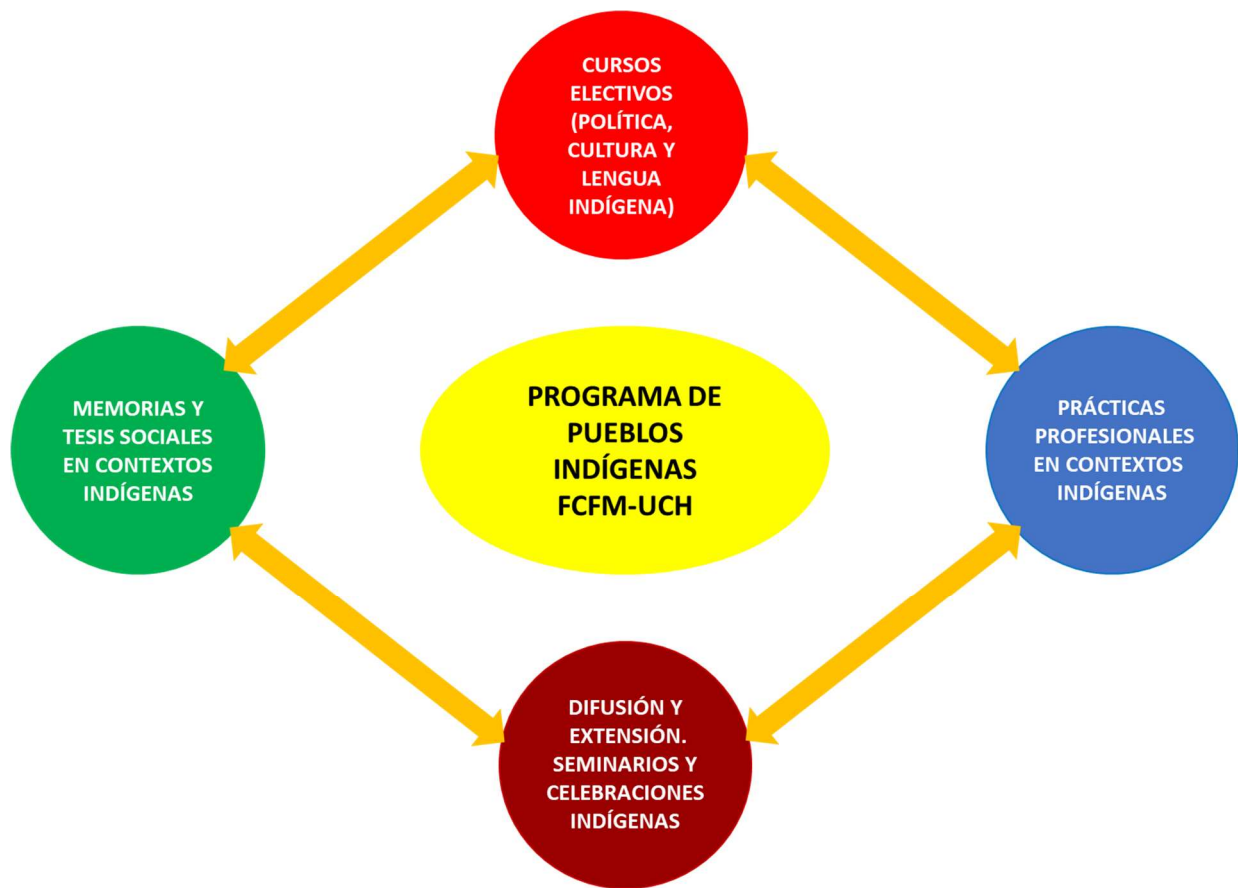 CURSOS
ELECTIVOS
(POLÍTICA,
CULTURA Y
LENGUA
INDÍGENA)
MEMORIAS Y
TESIS SOCIALES
EN CONTEXTOS
INDÍGENAS
PROGRAMA DE
PUEBLOS
INDÍGENAS
FCFM-UCH
PRÁCTICAS
PROFESIONALES
EN CONTEXTOS
INDÍGENAS
DIFUSIÓN Y
EXTENSIÓN.
SEMINARIOS Y
CELEBRACIONES
INDÍGENAS